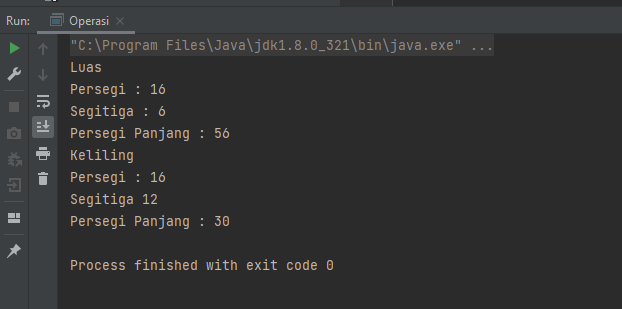 Run: Operasi
"C:\Program Files\Java\jdk1.8.0_321\bin\java.exe" ...
Luas
Persegi : 16
Segitiga : 6
Persegi Panjang : 56
Keliling
Persegi : 16
Segitiga 12
Persegi Panjang : 30
Process finished with exit code 0